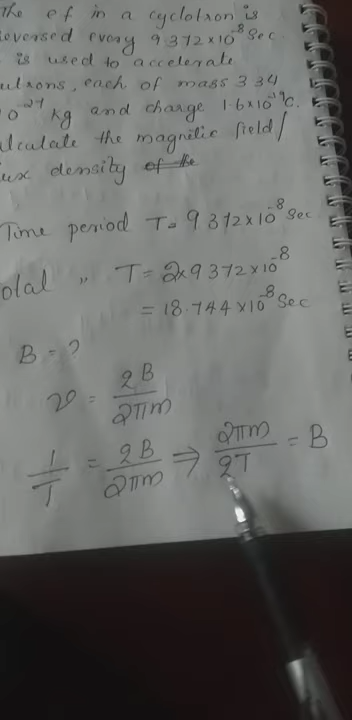 The ef in a cyclotron is
eversed every 9.372×10⁻⁸ Sec.
is used to accelerate
utrons, each of mass 3.34
0⁻²⁷ kg and charge 1.6×10⁻¹⁹C.
alculate the magnetic field/
ux density of the
Time period T = 9.372×10⁻⁸ Sec
otal " T = 2×9.372×10⁻⁸
= 18.744×10⁻⁸ Sec
B = ?
ν = qB/2πm
1/T = qB/2πm ⇒ 2πm/qT = B